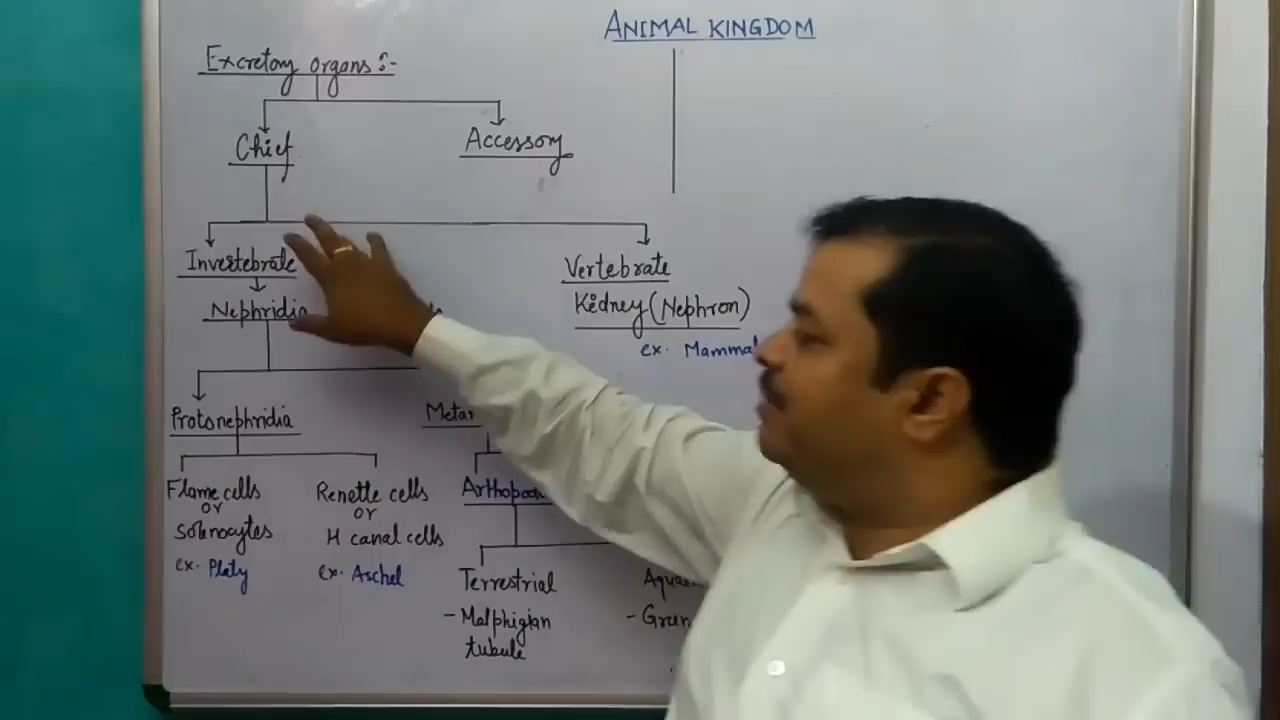 ANIMAL KINGDOM
Excretory organs :-
Chief
Accessory
Invertebrate
Vertebrate
Nephridia
Kidney (Nephron)
ex. Mammal
Protonephridia
Flame cells
or
Solenocytes
ex. Platy
Renette cells
or
H canal cells
ex. Aschel
Terrestrial
- Malphigian
tubule